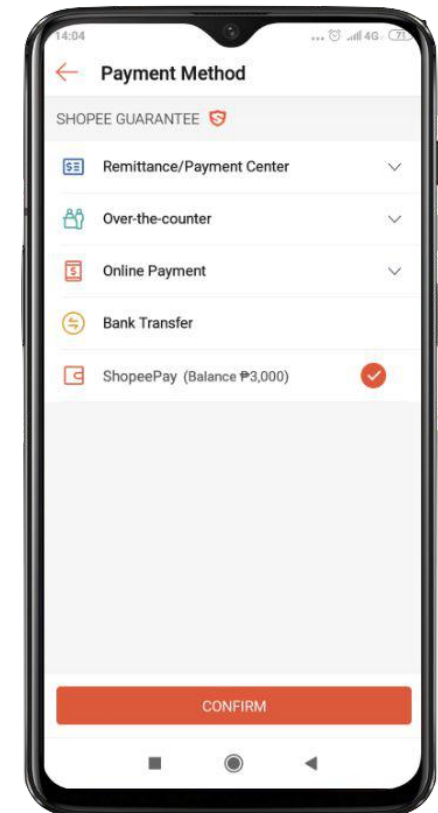 14:04 ... 4G 71
Payment Method
SHOPEE GUARANTEE
Remittance/Payment Center
Over-the-counter
Online Payment
Bank Transfer
ShopeePay (Balance ₱3,000)
CONFIRM